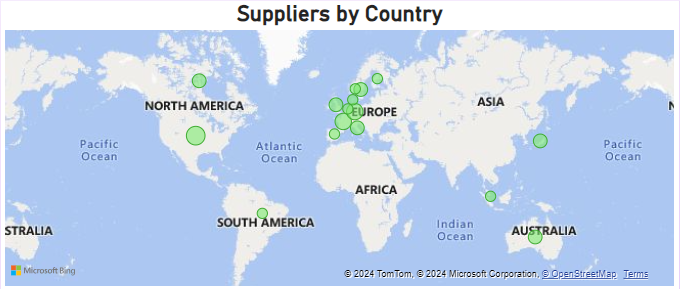 Suppliers by Country
NORTH AMERICA
EUROPE
ASIA
Pacific
Ocean
Atlantic
Ocean
Pacific
Ocean
AFRICA
SOUTH AMERICA
Indian
Ocean
STRALIA
AUSTRALIA
N
Microsoft Bing
© 2024 TomTom, © 2024 Microsoft Corporation, © OpenStreetMap Terms